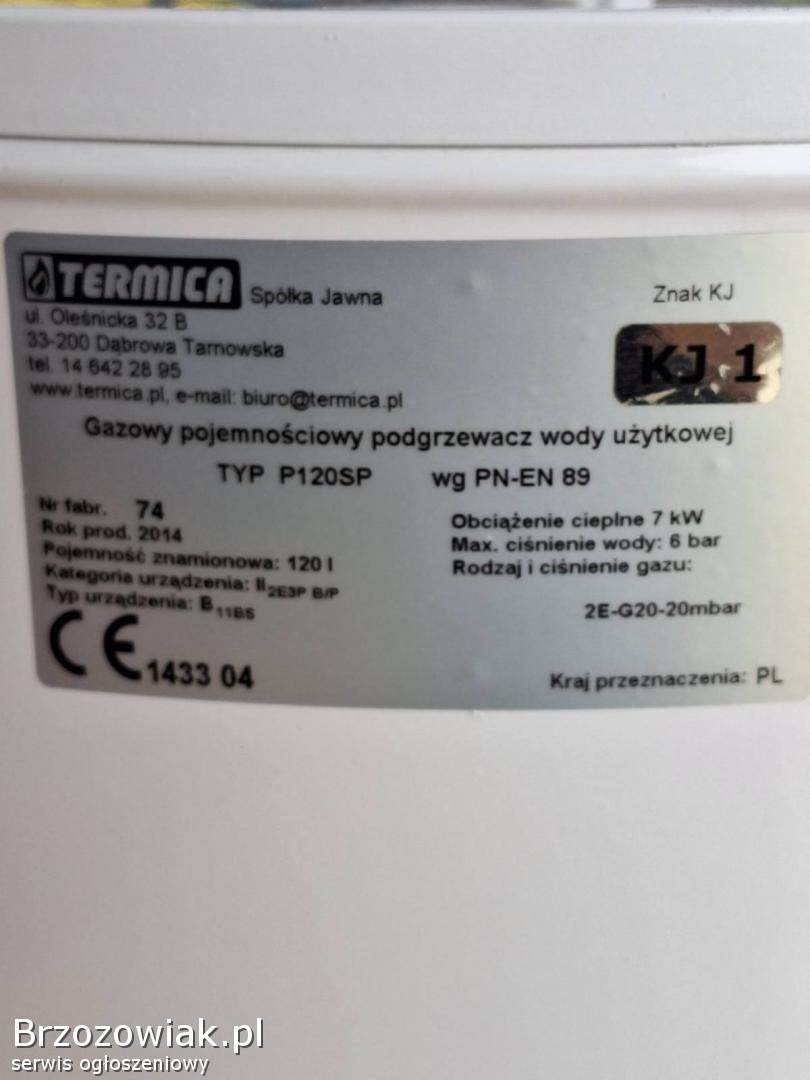 TERMICA Spółka Jawna
ul. Oleśnicka 32 B
33-200 Dąbrowa Tarnowska
tel. 14 642 28 95
www.termica.pl, e-mail: biuro@termica.pl
Znak KJ
KJ 1
Gazowy pojemnościowy podgrzewacz wody użytkowej
TYP P120SP wg PN-EN 89
Nr fabr. 74
Rok prod. 2014
Pojemność znamionowa: 120 l
Kategoria urządzenia: II2E3P B/P
Typ urządzenia: B11BS
CE 1433 04
Obciążenie cieplne 7 kW
Max. ciśnienie wody: 6 bar
Rodzaj i ciśnienie gazu:
2E-G20-20mbar
Kraj przeznaczenia: PL
Brzozowiak.pl
serwis ogłoszeniowy